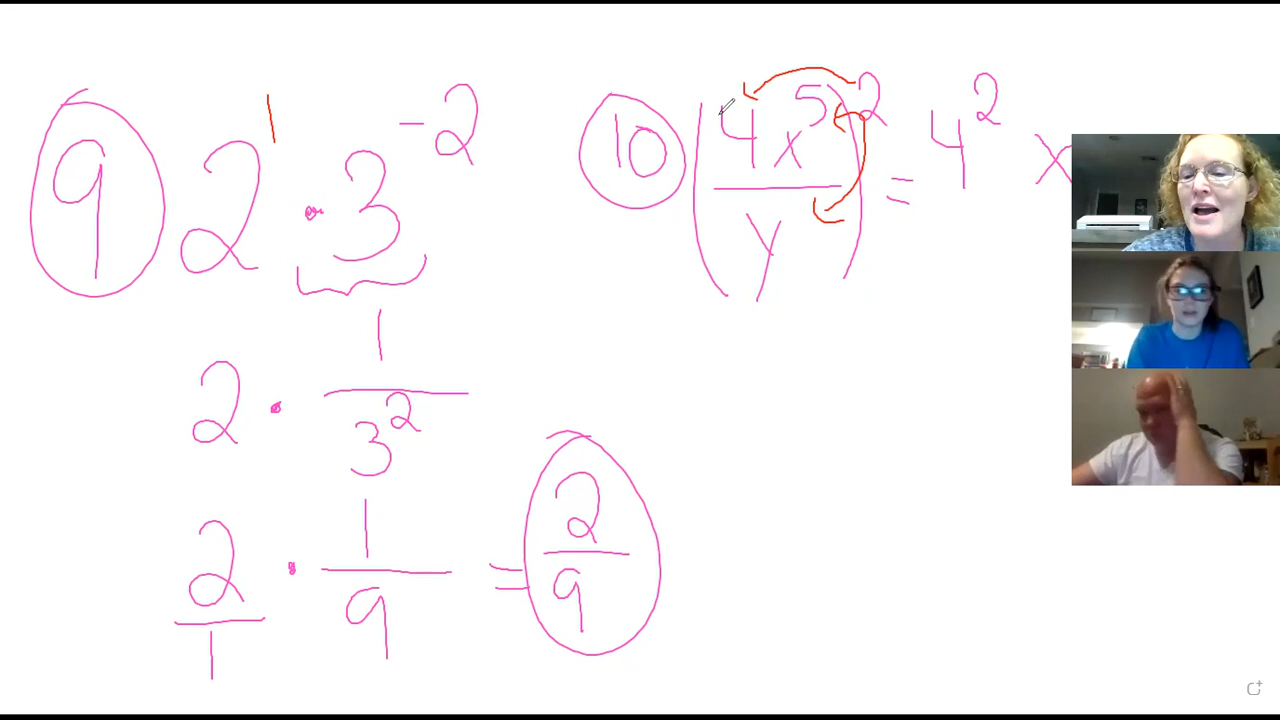 ⑨ 2¹ · 3⁻²
2 · 1/3²
2/1 · 1/9 = 2/9
⑩ (4x⁵/y)² = 4² x